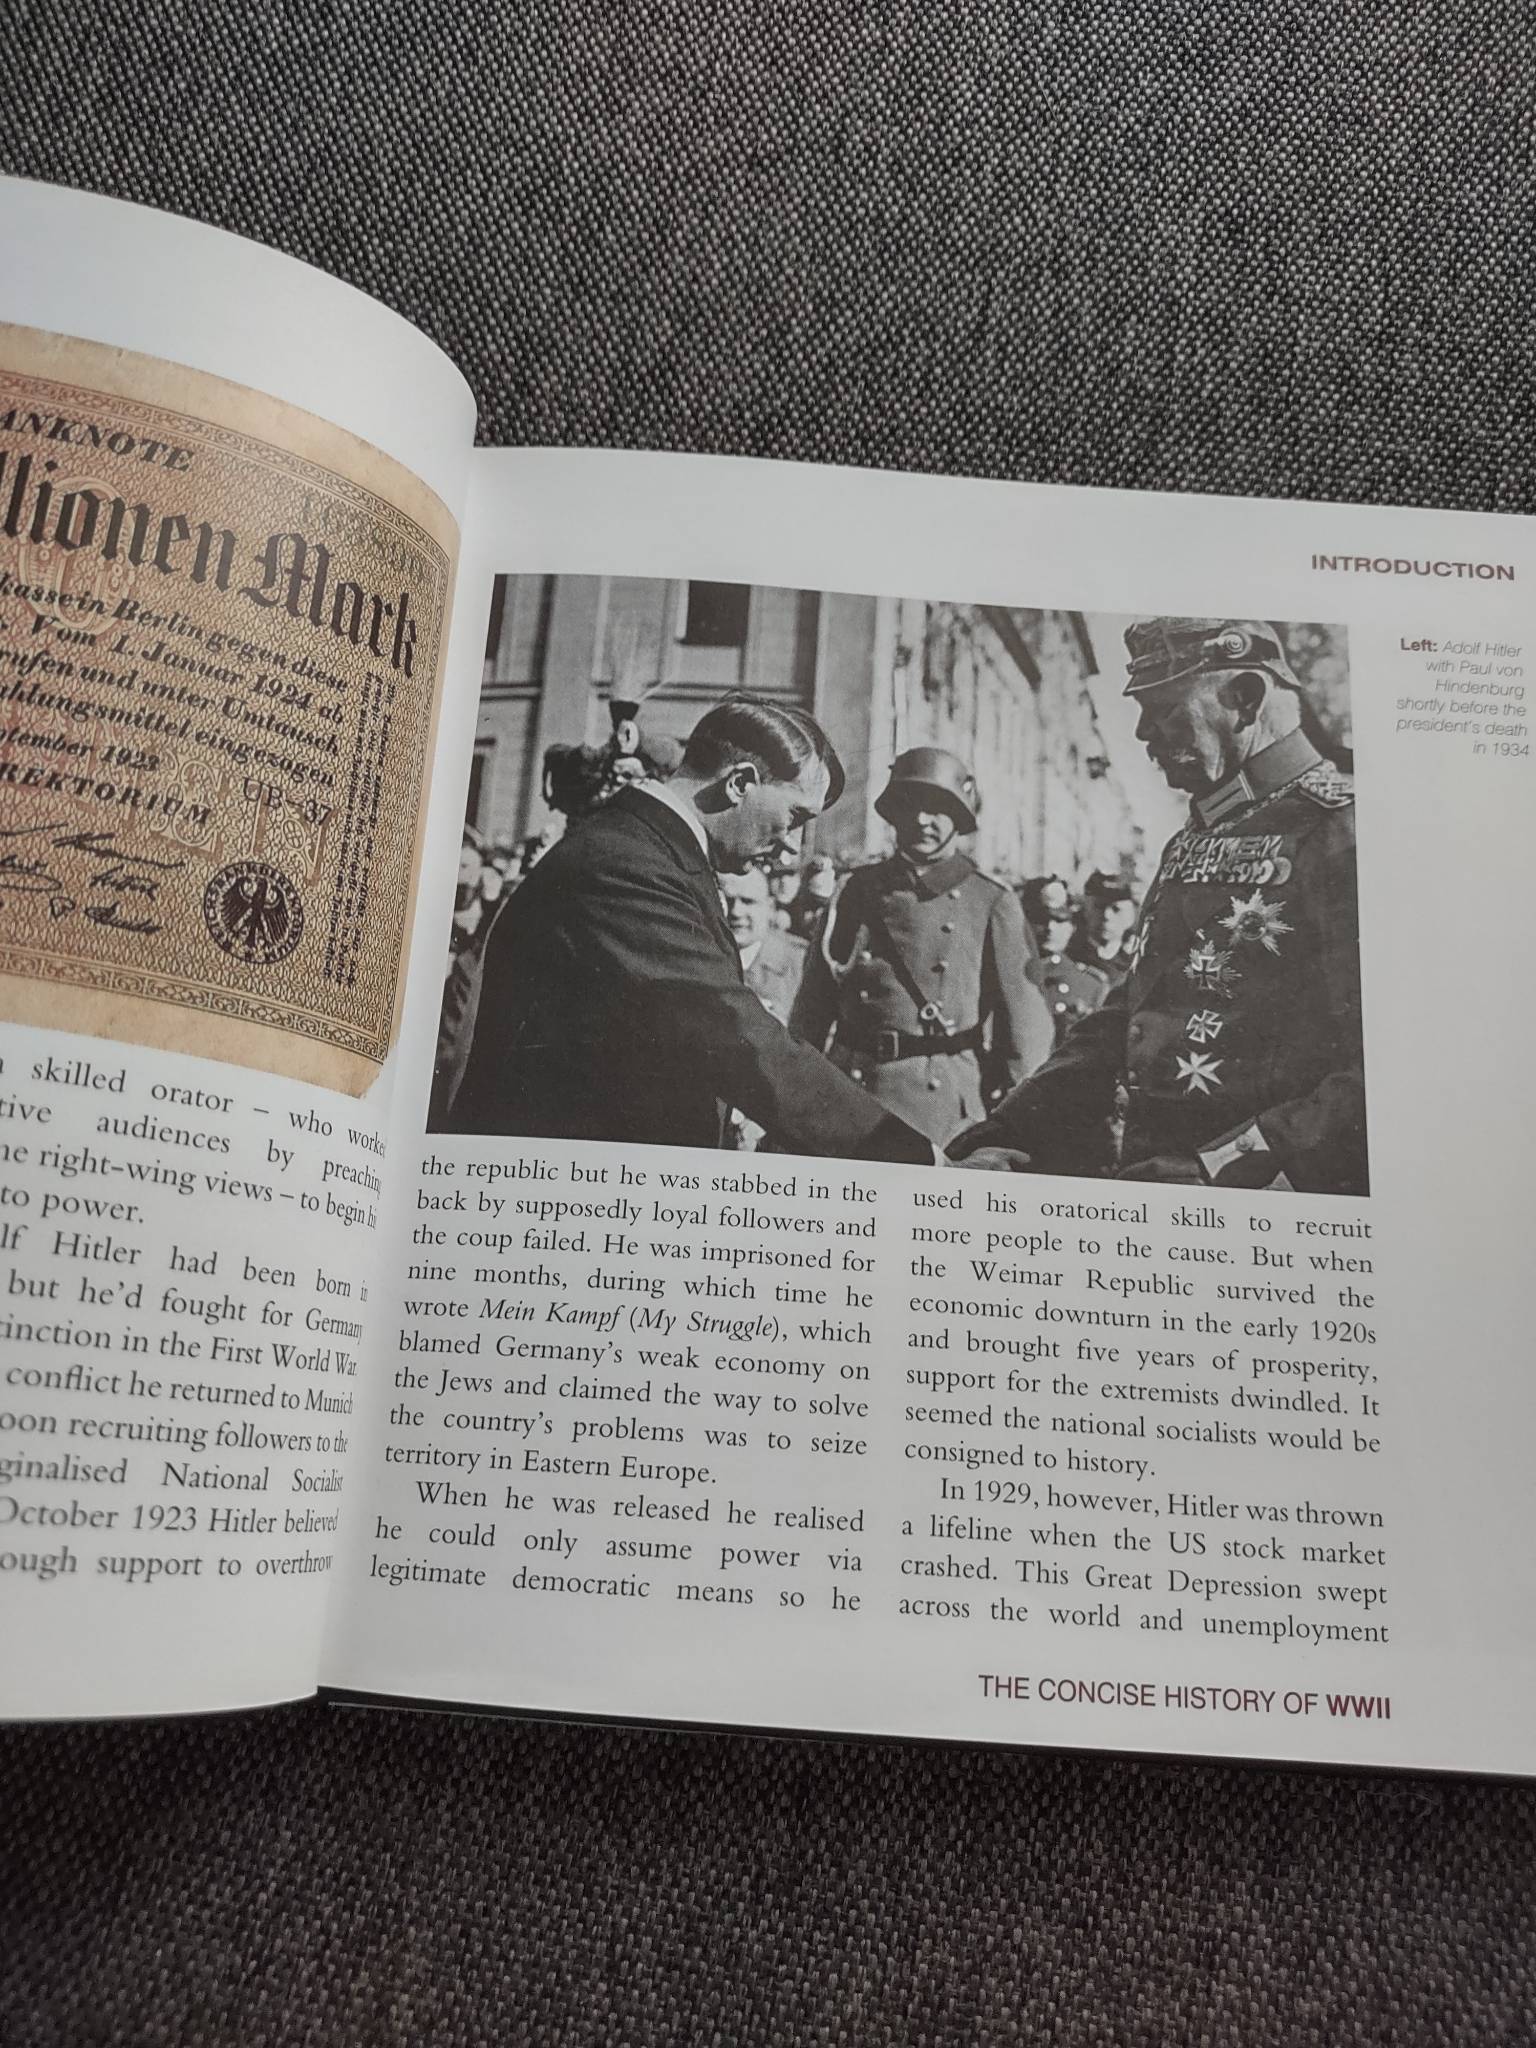 ANKNOTE
llionen Mark
kasse in Berlin gegen diese
Vom 1. Januar 1924 ab
rufen und unter Umtausch
ahlungsmittel eingezogen
ptember 1923
REKTORIUM
UB-37
skilled orator – who worked
tive audiences by preaching
ne right-wing views – to begin hi
to power.
lf Hitler had been born in
but he'd fought for Germany
tinction in the First World War.
conflict he returned to Munich
oon recruiting followers to the
ginalised National Socialist
October 1923 Hitler believed
ough support to overthrow
INTRODUCTION
Left: Adolf Hitler
with Paul von
Hindenburg
shortly before the
president's death
in 1934
the republic but he was stabbed in the
back by supposedly loyal followers and
the coup failed. He was imprisoned for
nine months, during which time he
wrote Mein Kampf (My Struggle), which
blamed Germany's weak economy on
the Jews and claimed the way to solve
the country's problems was to seize
territory in Eastern Europe.
When he was released he realised
he could only assume power via
legitimate democratic means so he
used his oratorical skills to recruit
more people to the cause. But when
the Weimar Republic survived the
economic downturn in the early 1920s
and brought five years of prosperity,
support for the extremists dwindled. It
seemed the national socialists would be
consigned to history.
In 1929, however, Hitler was thrown
a lifeline when the US stock market
crashed. This Great Depression swept
across the world and unemployment
THE CONCISE HISTORY OF WWII